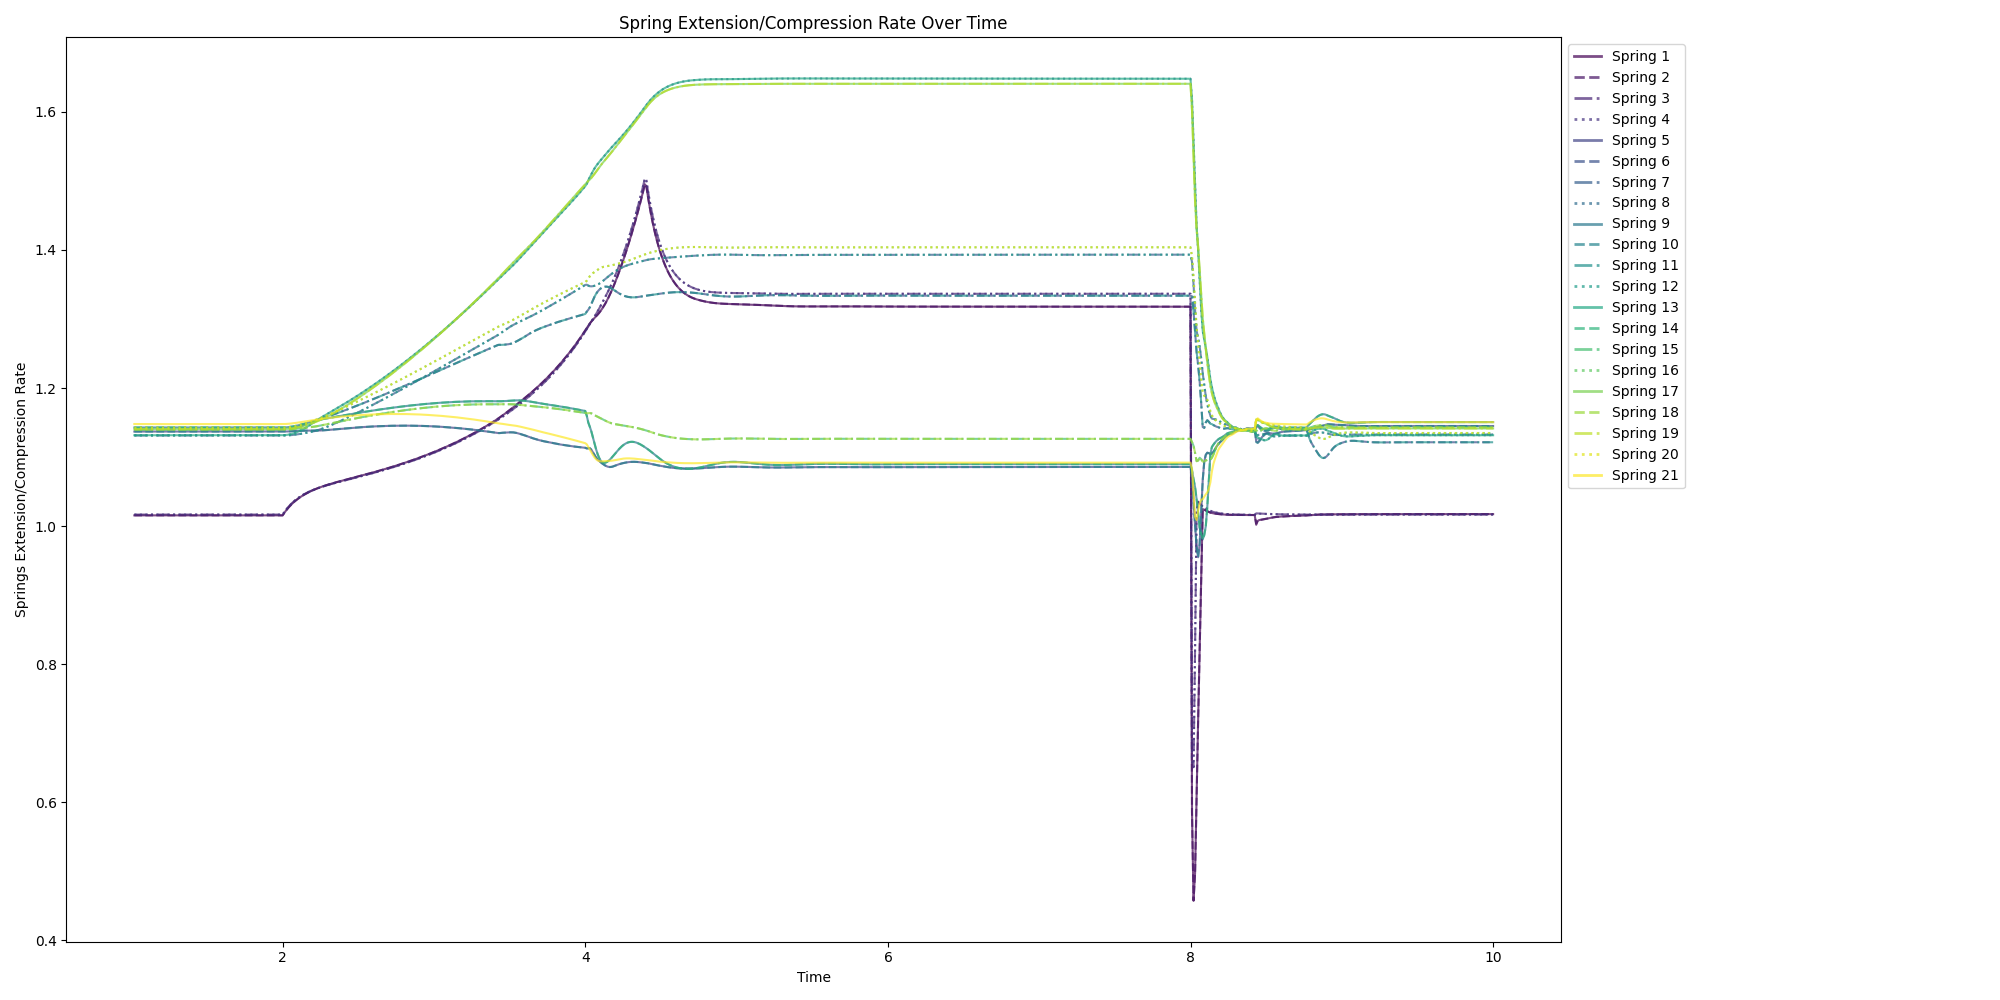 Spring Extension/Compression Rate Over Time
Springs Extension/Compression Rate
1.6
1.4
1.2
1.0
0.8
0.6
0.4
2
4
6
8
10
Time
Spring 1
Spring 2
Spring 3
Spring 4
Spring 5
Spring 6
Spring 7
Spring 8
Spring 9
Spring 10
Spring 11
Spring 12
Spring 13
Spring 14
Spring 15
Spring 16
Spring 17
Spring 18
Spring 19
Spring 20
Spring 21